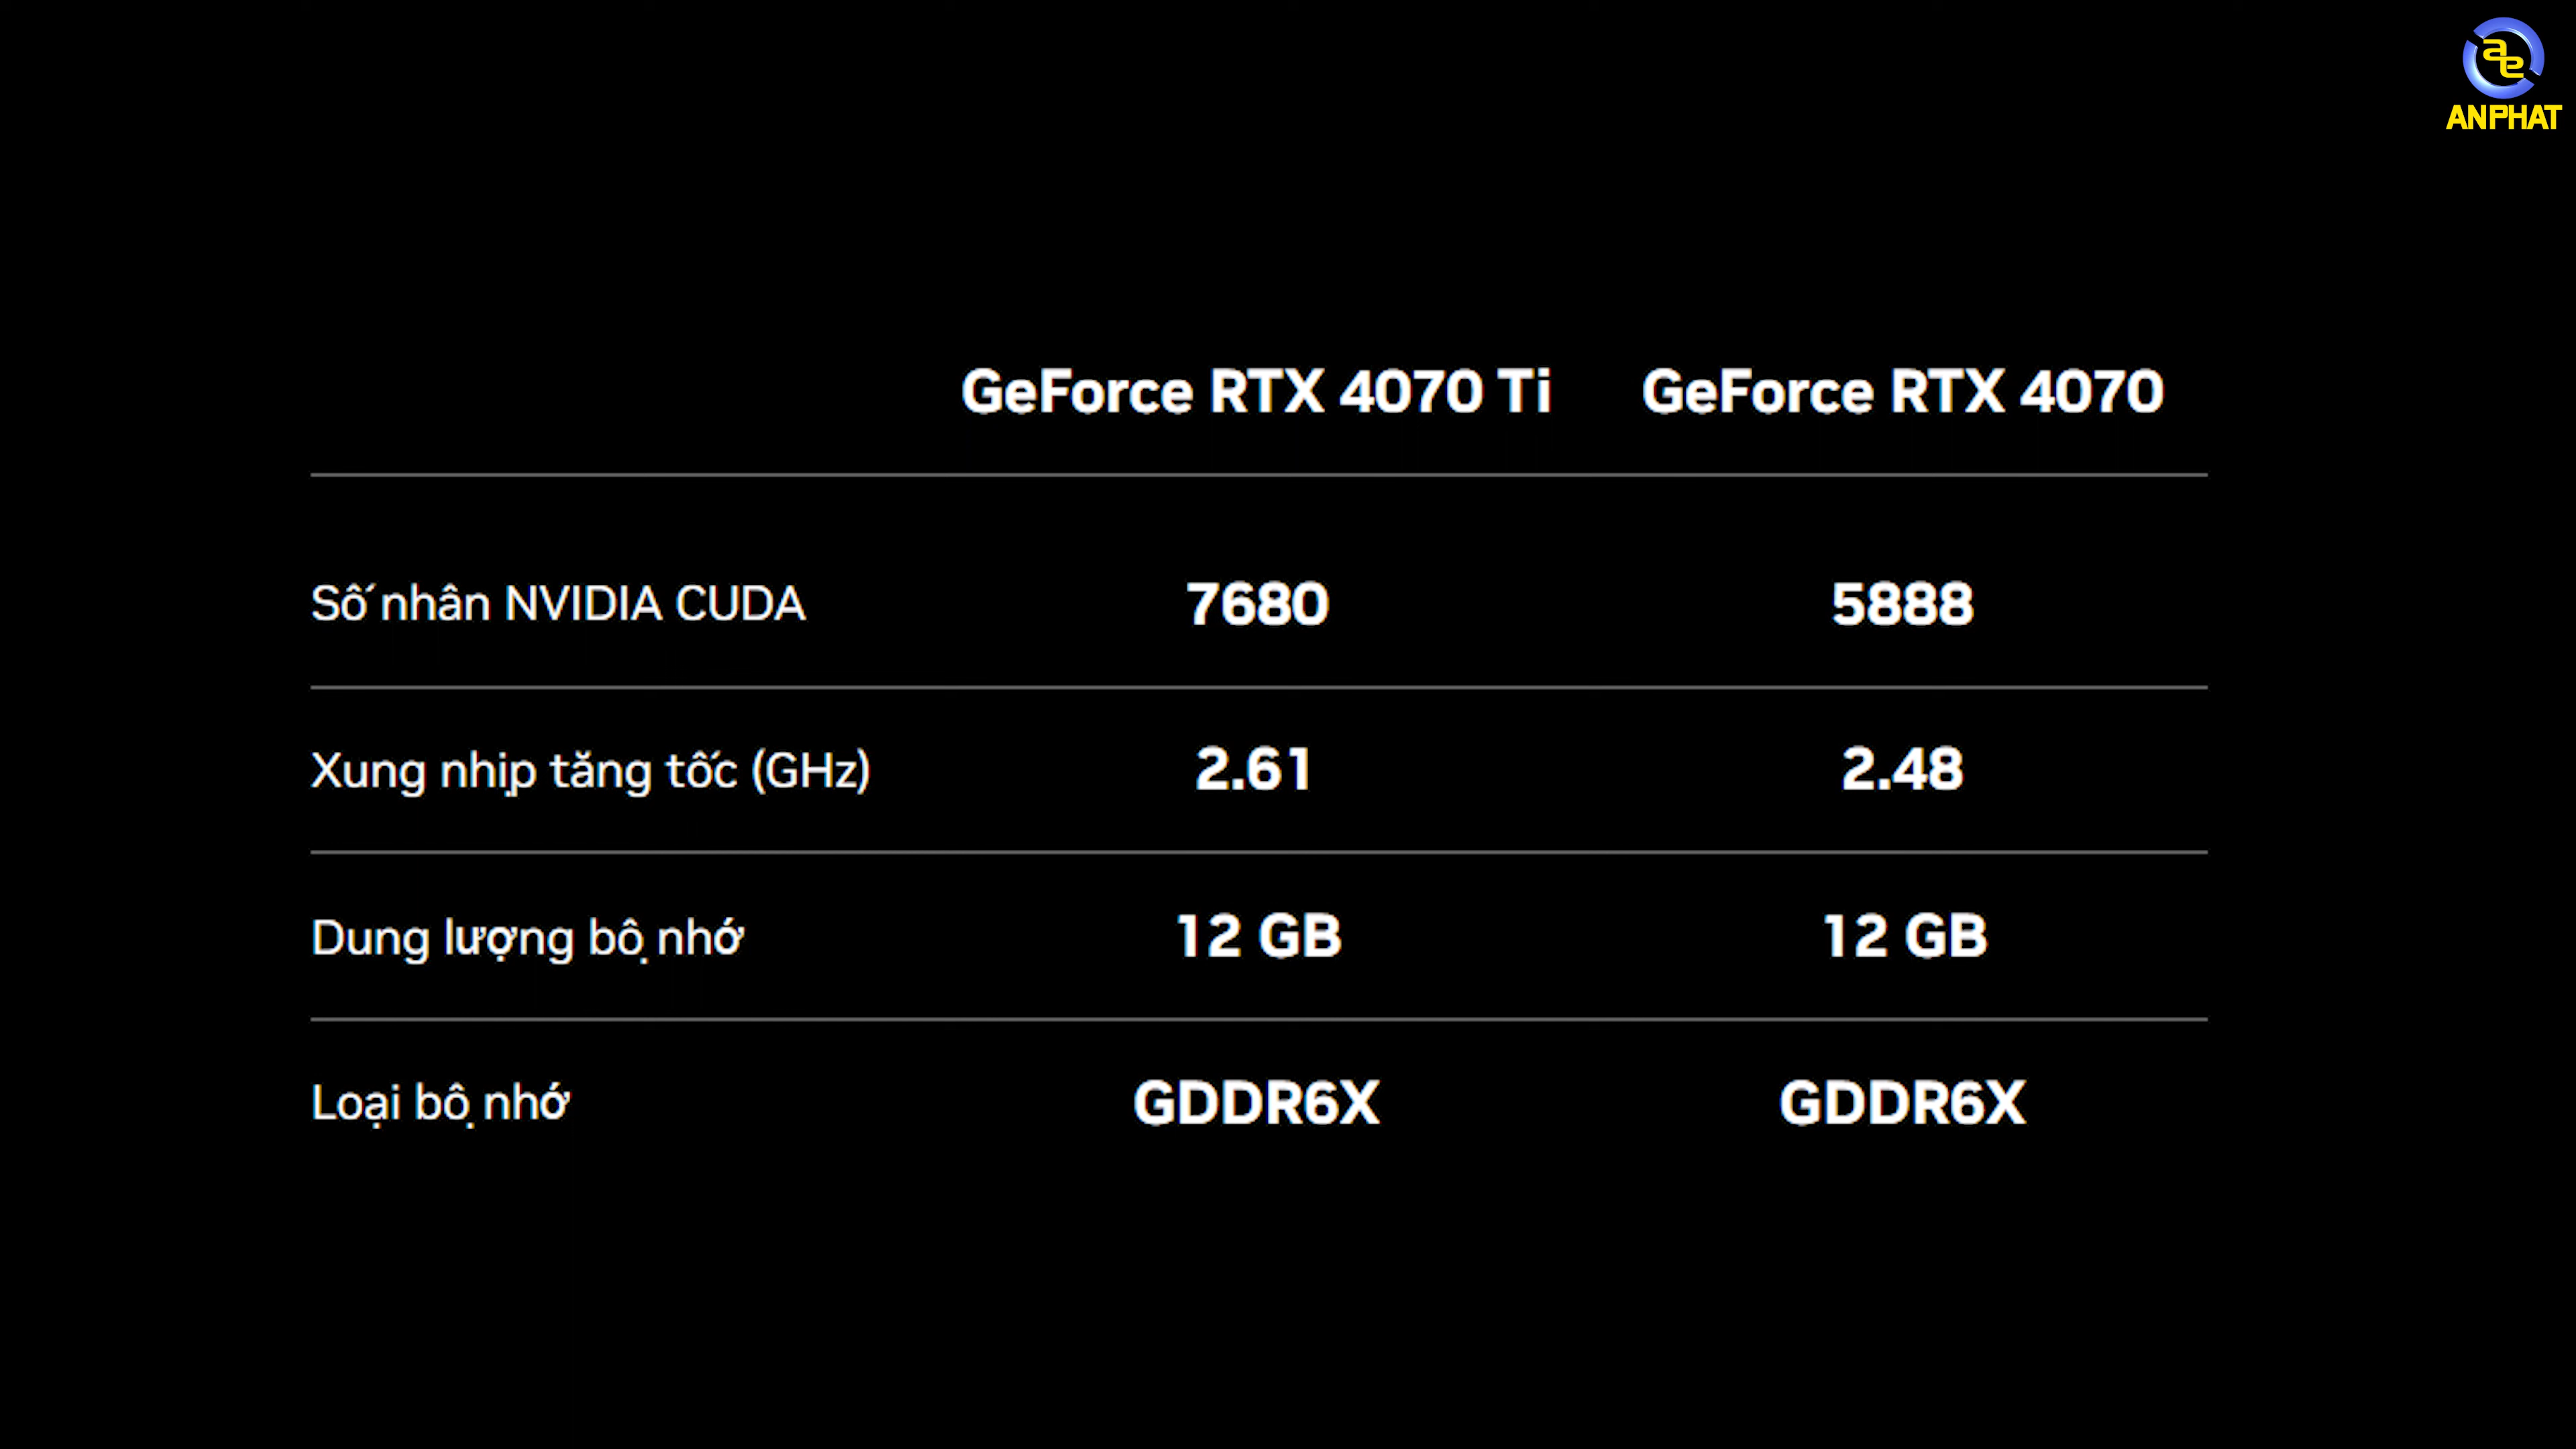 ae
ANPHAT
GeForce RTX 4070 Ti GeForce RTX 4070
Số nhân NVIDIA CUDA 7680 5888
Xung nhịp tăng tốc (GHz) 2.61 2.48
Dung lượng bộ nhớ 12 GB 12 GB
Loại bộ nhớ GDDR6X GDDR6X